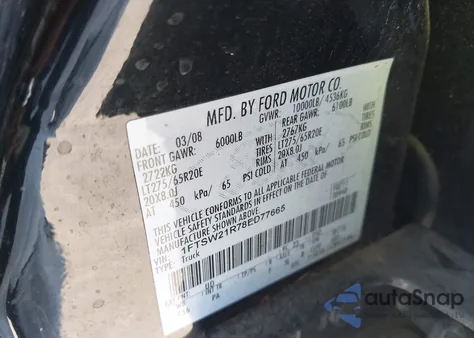 MFD. BY FORD MOTOR CO.
DATE: 03/08 GVWR: 10000LB/ 4536KG
FRONT GAWR: 6000LB REAR GAWR: 6100LB
2722KG 2767KG
LT275/65R20E TIRES LT275/65R20E
20X8.0J RIMS 20X8.0J
AT 450 kPa/ 65 PSI COLD AT 450 kPa/ 65 PSI COLD
THIS VEHICLE CONFORMS TO ALL APPLICABLE FEDERAL MOTOR
VEHICLE SAFETY STANDARDS IN EFFECT ON THE DATE OF
MANUFACTURE SHOWN ABOVE.
VIN: 1FTSW21R78ED77665
TYPE: Truck
autoSnap